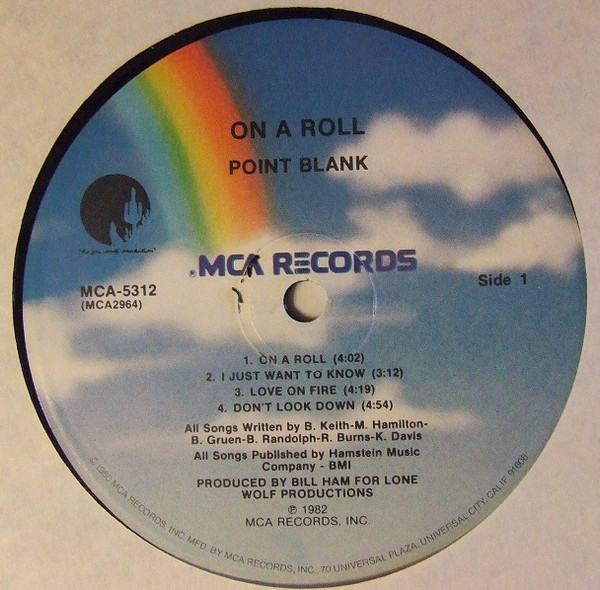 ON A ROLL
POINT BLANK
®MCA RECORDS
MCA-5312
(MCA2964)
Side 1
1. ON A ROLL (4:02)
2. I JUST WANT TO KNOW (3:12)
3. LOVE ON FIRE (4:19)
4. DON'T LOOK DOWN (4:54)
All Songs Written by B. Keith-M. Hamilton-
B. Gruen-B. Randolph-R. Burns-K. Davis
All Songs Published by Hamstein Music
Company - BMI
PRODUCED BY BILL HAM FOR LONE
WOLF PRODUCTIONS
℗ 1982
MCA RECORDS, INC.
© 1980 MCA RECORDS, INC. MFD. BY MCA RECORDS, INC. 70 UNIVERSAL PLAZA, UNIVERSAL CITY, CALIF. 91608